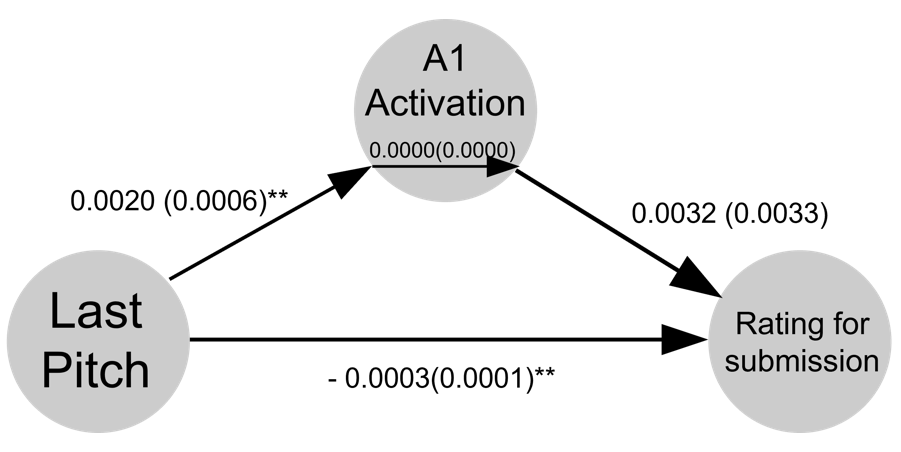 A1
Activation
0.0000(0.0000)
0.0020 (0.0006)**
0.0032 (0.0033)
Last
Pitch
Rating for
submission
- 0.0003(0.0001)**